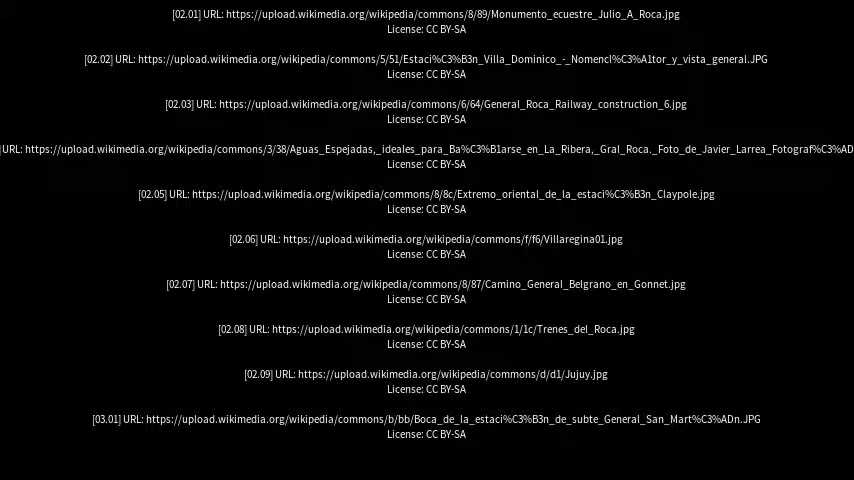 [02.01] URL: https://upload.wikimedia.org/wikipedia/commons/8/89/Monumento_ecuestre_Julio_A_Roca.jpg
License: CC BY-SA
[02.02] URL: https://upload.wikimedia.org/wikipedia/commons/5/51/Estaci%C3%B3n_Villa_Dominico_-_Nomencl%C3%A1tor_y_vista_general.JPG
License: CC BY-SA
[02.03] URL: https://upload.wikimedia.org/wikipedia/commons/6/64/General_Roca_Railway_construction_6.jpg
License: CC BY-SA
URL: https://upload.wikimedia.org/wikipedia/commons/3/38/Aguas_Espejadas,_ideales_para_Ba%C3%B1arse_en_La_Ribera,_Gral_Roca._Foto_de_Javier_Larrea_Fotograf%C3%AD
License: CC BY-SA
[02.05] URL: https://upload.wikimedia.org/wikipedia/commons/8/8c/Extremo_oriental_de_la_estaci%C3%B3n_Claypole.jpg
License: CC BY-SA
[02.06] URL: https://upload.wikimedia.org/wikipedia/commons/f/f6/Villaregina01.jpg
License: CC BY-SA
[02.07] URL: https://upload.wikimedia.org/wikipedia/commons/8/87/Camino_General_Belgrano_en_Gonnet.jpg
License: CC BY-SA
[02.08] URL: https://upload.wikimedia.org/wikipedia/commons/1/1c/Trenes_del_Roca.jpg
License: CC BY-SA
[02.09] URL: https://upload.wikimedia.org/wikipedia/commons/d/d1/Jujuy.jpg
License: CC BY-SA
[03.01] URL: https://upload.wikimedia.org/wikipedia/commons/b/bb/Boca_de_la_estaci%C3%B3n_de_subte_General_San_Mart%C3%ADn.JPG
License: CC BY-SA